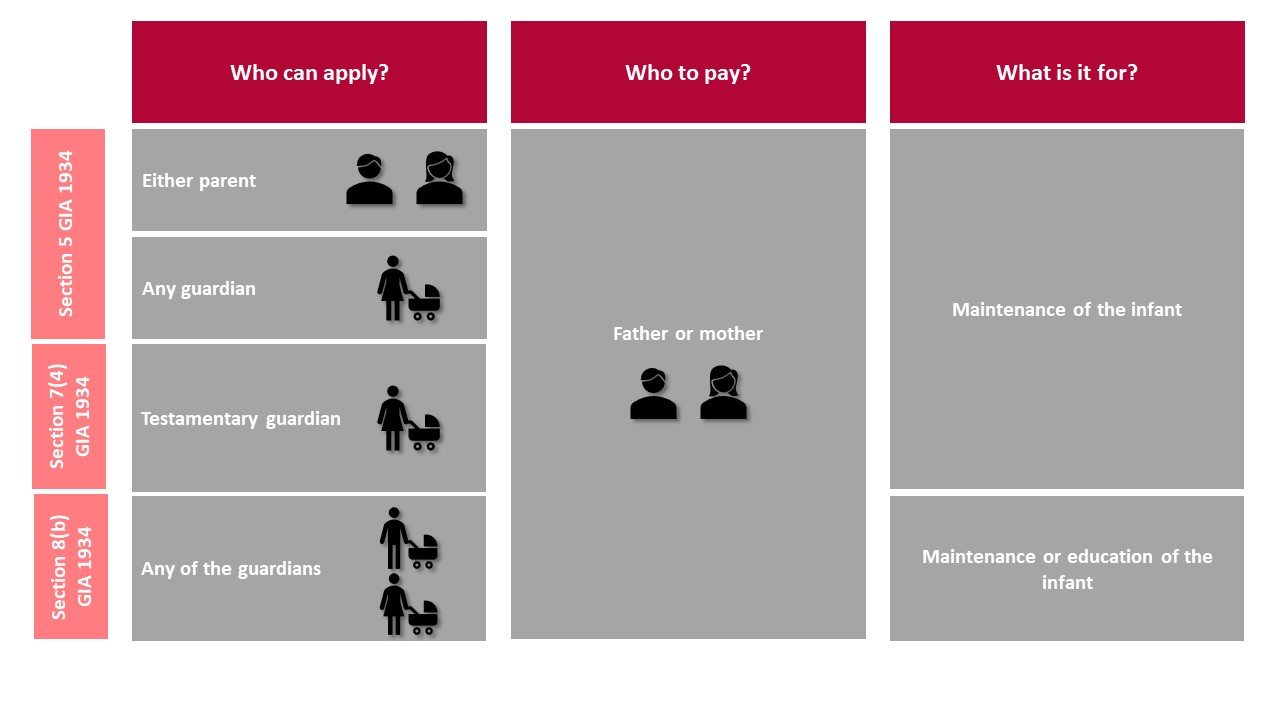 Who can apply?
Who to pay?
What is it for?
Section 5 GIA 1934
Either parent
Any guardian
Section 7(4)
GIA 1934
Testamentary guardian
Section 8(b)
GIA 1934
Any of the guardians
Father or mother
Maintenance of the infant
Maintenance or education of the
infant